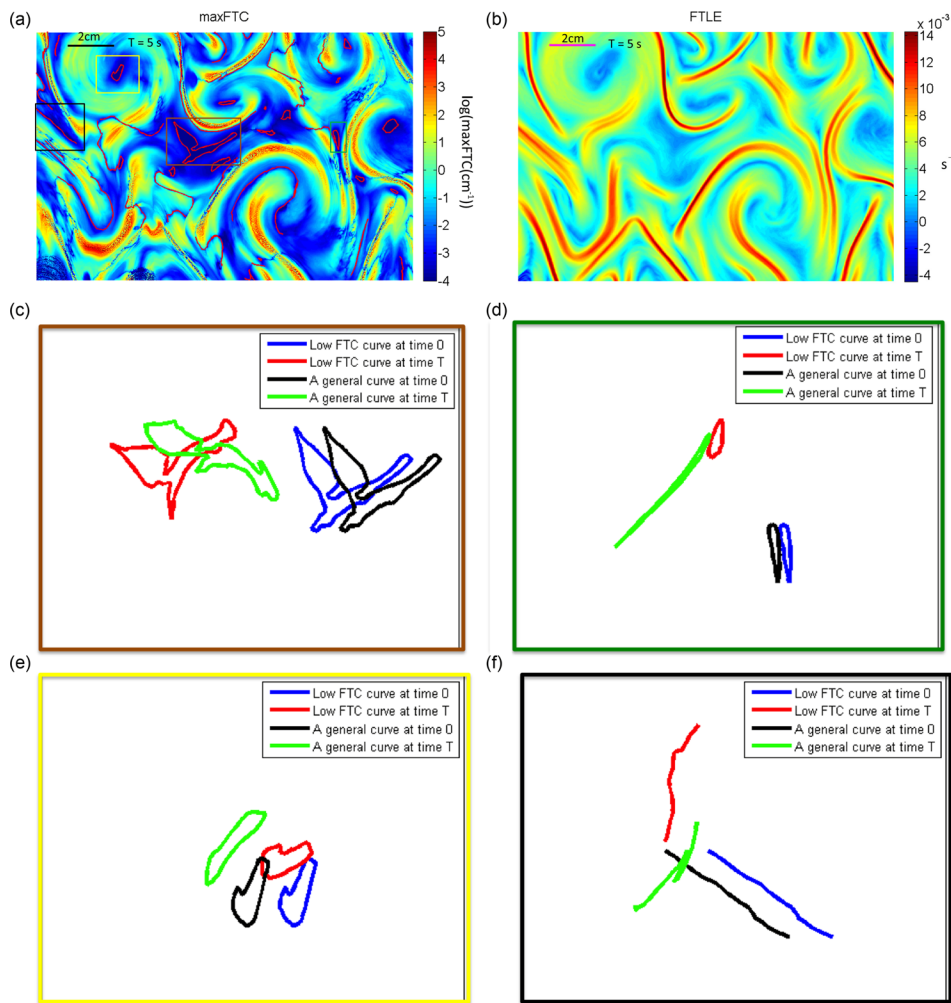 (a) maxFTC
2cm T = 5 s
5
4
3
2
1
0
-1
-2
-3
-4
log(maxFTC(cm⁻¹))
(b) FTLE
2cm T = 5 s
x 10⁻³
14
12
10
8
6
4
2
0
-2
-4
s⁻
(c)
Low FTC curve at time 0
Low FTC curve at time T
A general curve at time 0
A general curve at time T
(d)
Low FTC curve at time 0
Low FTC curve at time T
A general curve at time 0
A general curve at time T
(e)
Low FTC curve at time 0
Low FTC curve at time T
A general curve at time 0
A general curve at time T
(f)
Low FTC curve at time 0
Low FTC curve at time T
A general curve at time 0
A general curve at time T